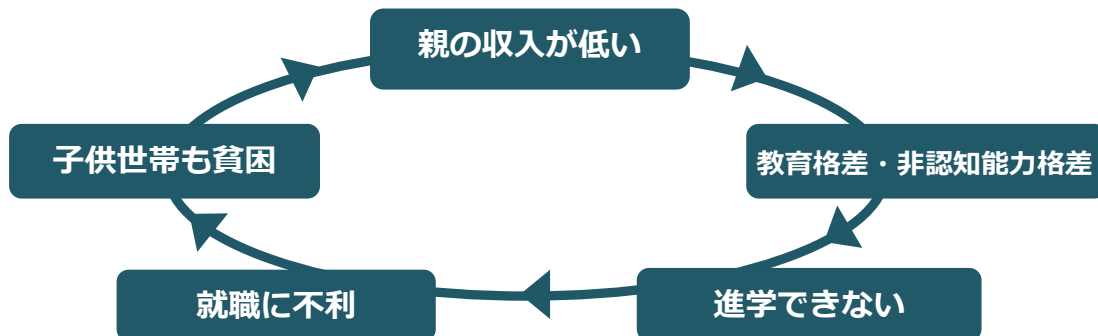 親の収入が低い
教育格差・非認知能力格差
進学できない
就職に不利
子供世帯も貧困